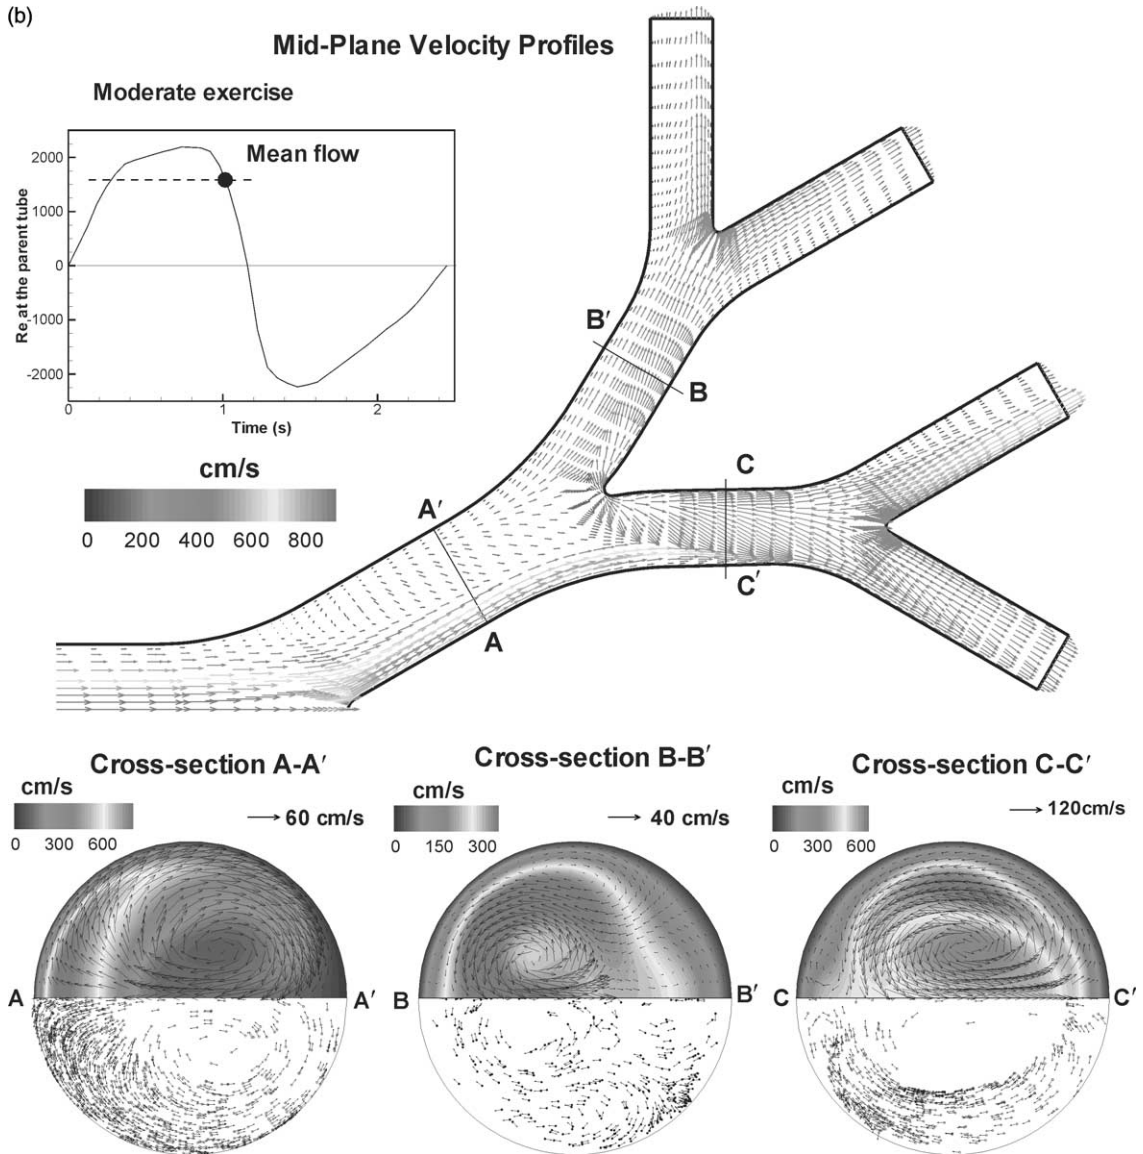 (b)
Mid-Plane Velocity Profiles
Moderate exercise
Mean flow
Re at the parent tube
2000
1000
0
-1000
-2000
0 1 2
Time (s)
cm/s
0 200 400 600 800
A'
A
B'
B
C
C'
Cross-section A-A'
cm/s
0 300 600
60 cm/s
A A'
Cross-section B-B'
cm/s
0 150 300
40 cm/s
B B'
Cross-section C-C'
cm/s
0 300 600
120cm/s
C C'